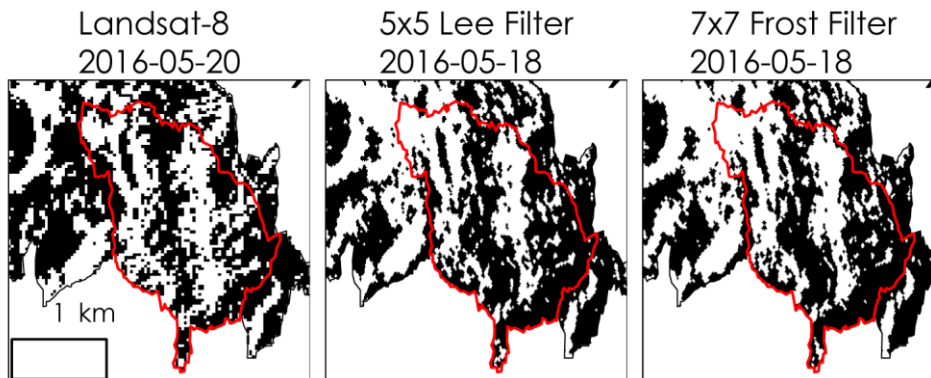 Landsat-8
2016-05-20
5x5 Lee Filter
2016-05-18
7x7 Frost Filter
2016-05-18
1 km